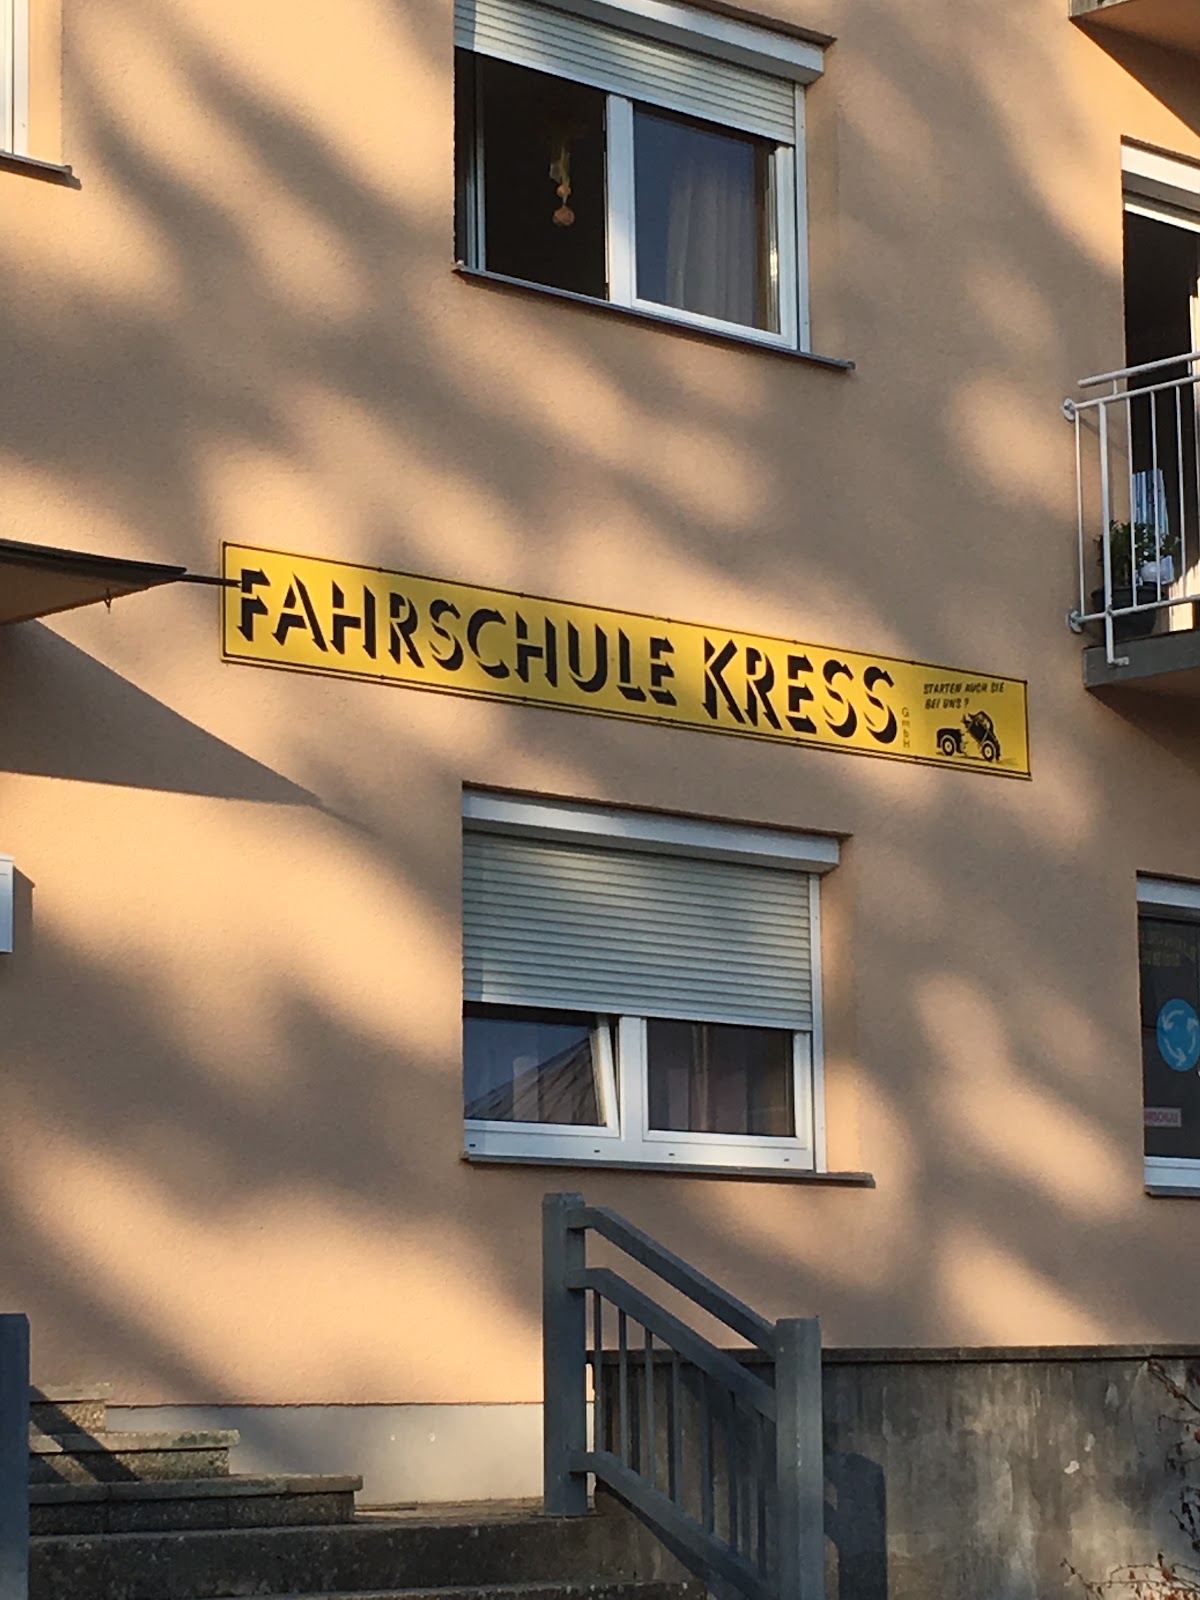 FAHRSCHULE KRESS
GmbH
STARTEN AUCH SIE
BEI UNS?